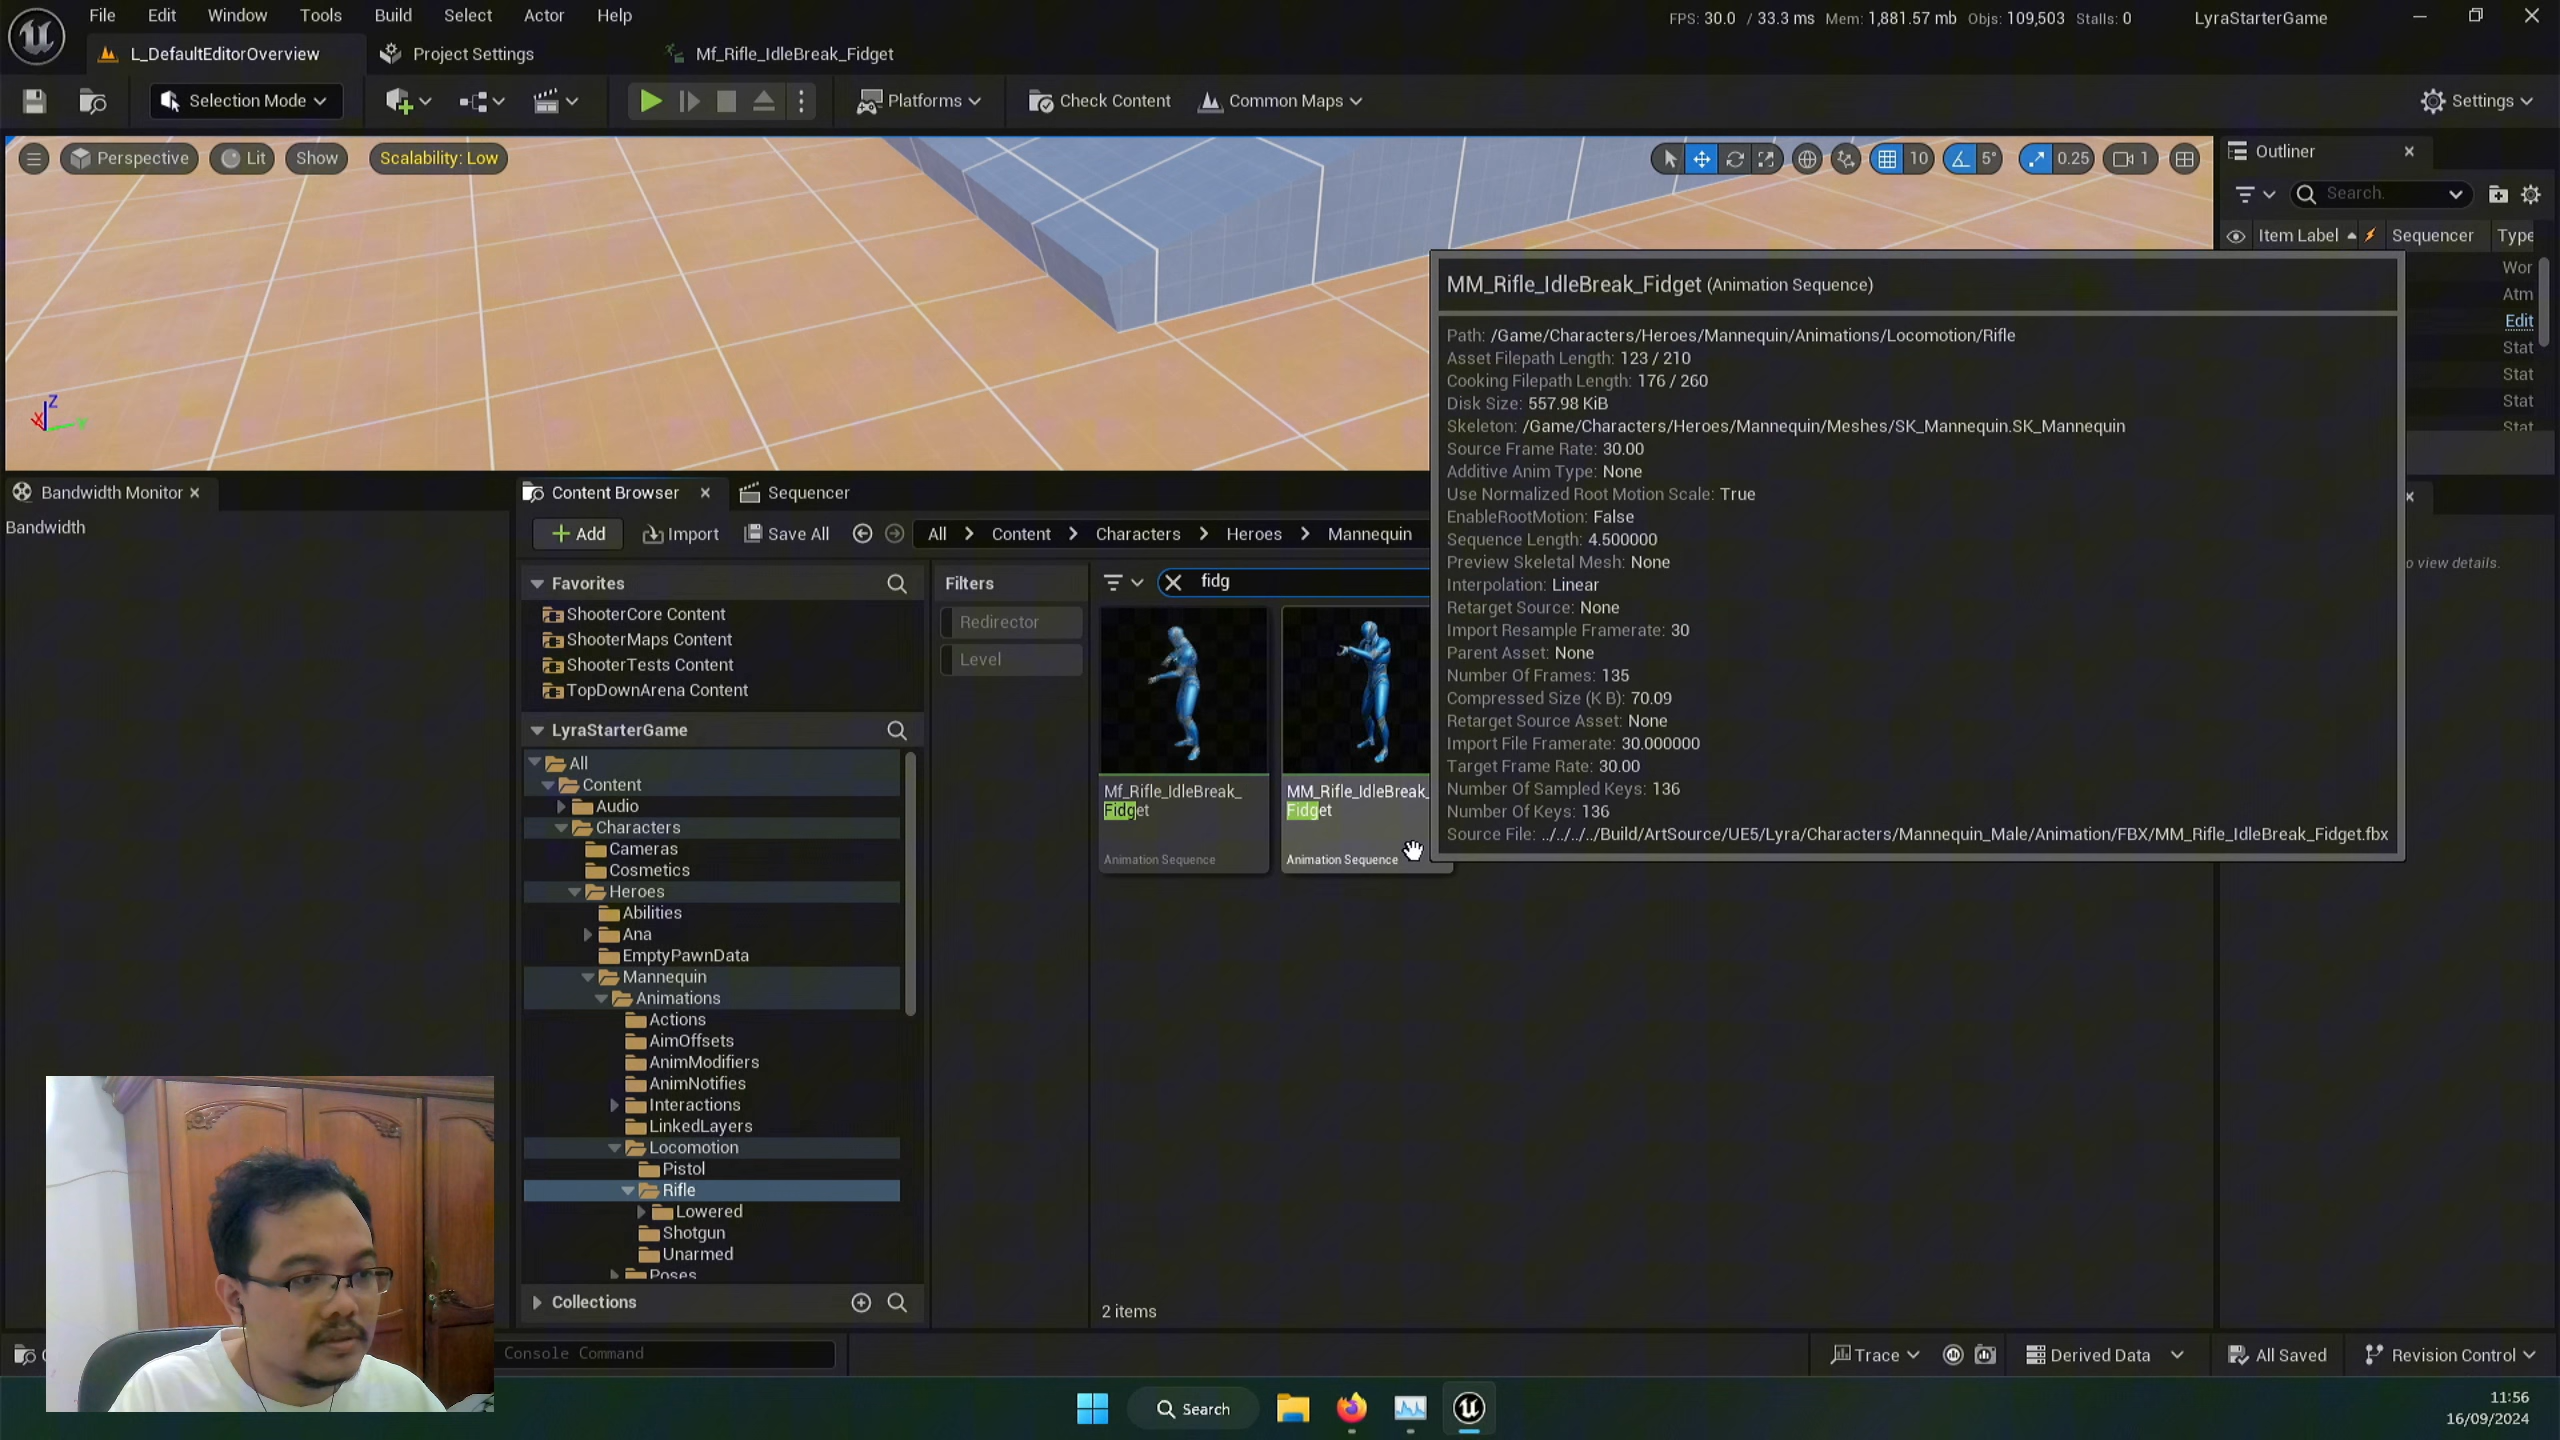 File Edit Window Tools Build Select Actor Help
FPS: 30.0 / 33.3 ms Mem: 1,881.57 mb Objs: 109,503 Stalls: 0 LyraStarterGame
L_DefaultEditorOverview Project Settings Mf_Rifle_IdleBreak_Fidget
Selection Mode Platforms Check Content Common Maps Settings
Perspective Lit Show Scalability: Low 10 5° 0.25 1
Outliner
Search.
Item Label Sequencer Type
Wor
Atm
Edit
Stat
Stat
Stat
Stat
MM_Rifle_IdleBreak_Fidget (Animation Sequence)
Path: /Game/Characters/Heroes/Mannequin/Animations/Locomotion/Rifle
Asset Filepath Length: 123 / 210
Cooking Filepath Length: 176 / 260
Disk Size: 557.98 KiB
Skeleton: /Game/Characters/Heroes/Mannequin/Meshes/SK_Mannequin.SK_Mannequin
Source Frame Rate: 30.00
Additive Anim Type: None
Use Normalized Root Motion Scale: True
EnableRootMotion: False
Sequence Length: 4.500000
Preview Skeletal Mesh: None
Interpolation: Linear
Retarget Source: None
Import Resample Framerate: 30
Parent Asset: None
Number Of Frames: 135
Compressed Size (K B): 70.09
Retarget Source Asset: None
Import File Framerate: 30.000000
Target Frame Rate: 30.00
Number Of Sampled Keys: 136
Number Of Keys: 136
Source File: ../../../../Build/ArtSource/UE5/Lyra/Characters/Mannequin_Male/Animation/FBX/MM_Rifle_IdleBreak_Fidget.fbx
o view details.
Bandwidth Monitor
Bandwidth
Content Browser Sequencer
Add Import Save All All Content Characters Heroes Mannequin
Favorites
ShooterCore Content
ShooterMaps Content
ShooterTests Content
TopDownArena Content
LyraStarterGame
All
Content
Audio
Characters
Cameras
Cosmetics
Heroes
Abilities
Ana
EmptyPawnData
Mannequin
Animations
Actions
AimOffsets
AnimModifiers
AnimNotifies
Interactions
LinkedLayers
Locomotion
Pistol
Rifle
Lowered
Shotgun
Unarmed
Poses
Collections
Filters
Redirector
Level
fidg
Mf_Rifle_IdleBreak_
Fidget
Animation Sequence
MM_Rifle_IdleBreak_
Fidget
Animation Sequence
2 items
Console Command
Trace Derived Data All Saved Revision Control
Search
11:56
16/09/2024